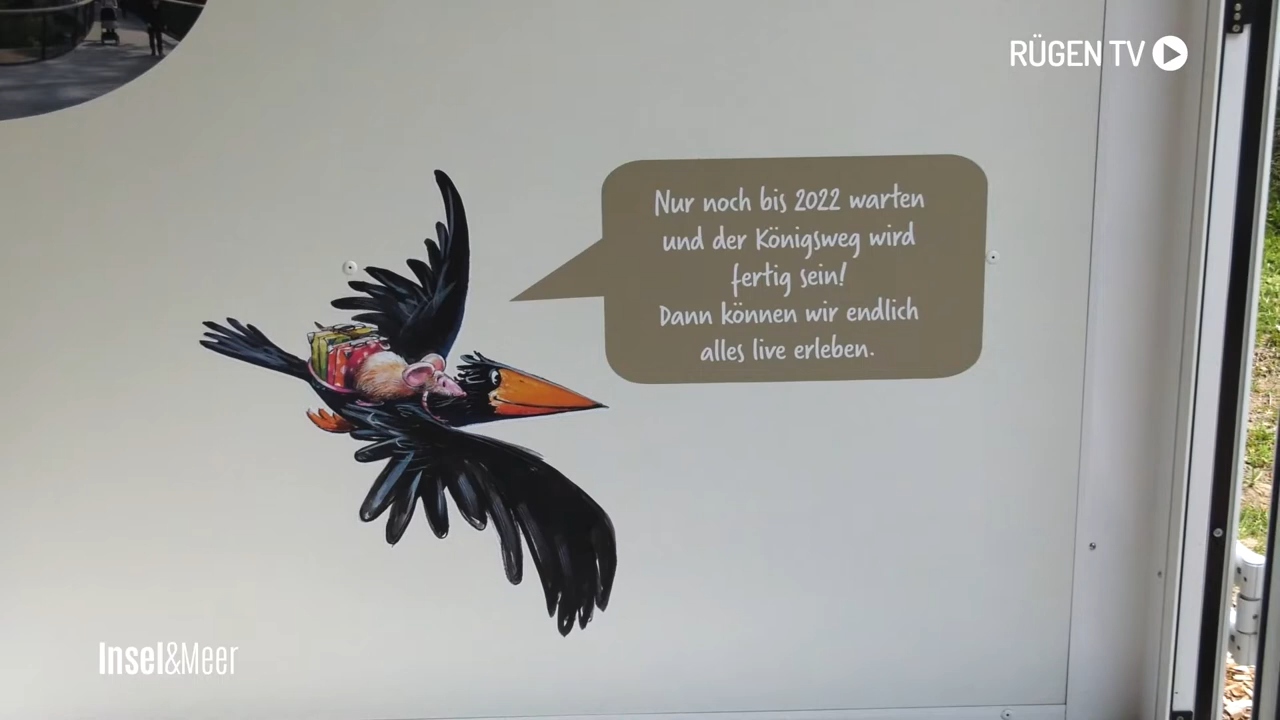 RÜGEN TV
Nur noch bis 2022 warten
und der Königsweg wird
fertig sein!
Dann können wir endlich
alles live erleben.
Insel&Meer